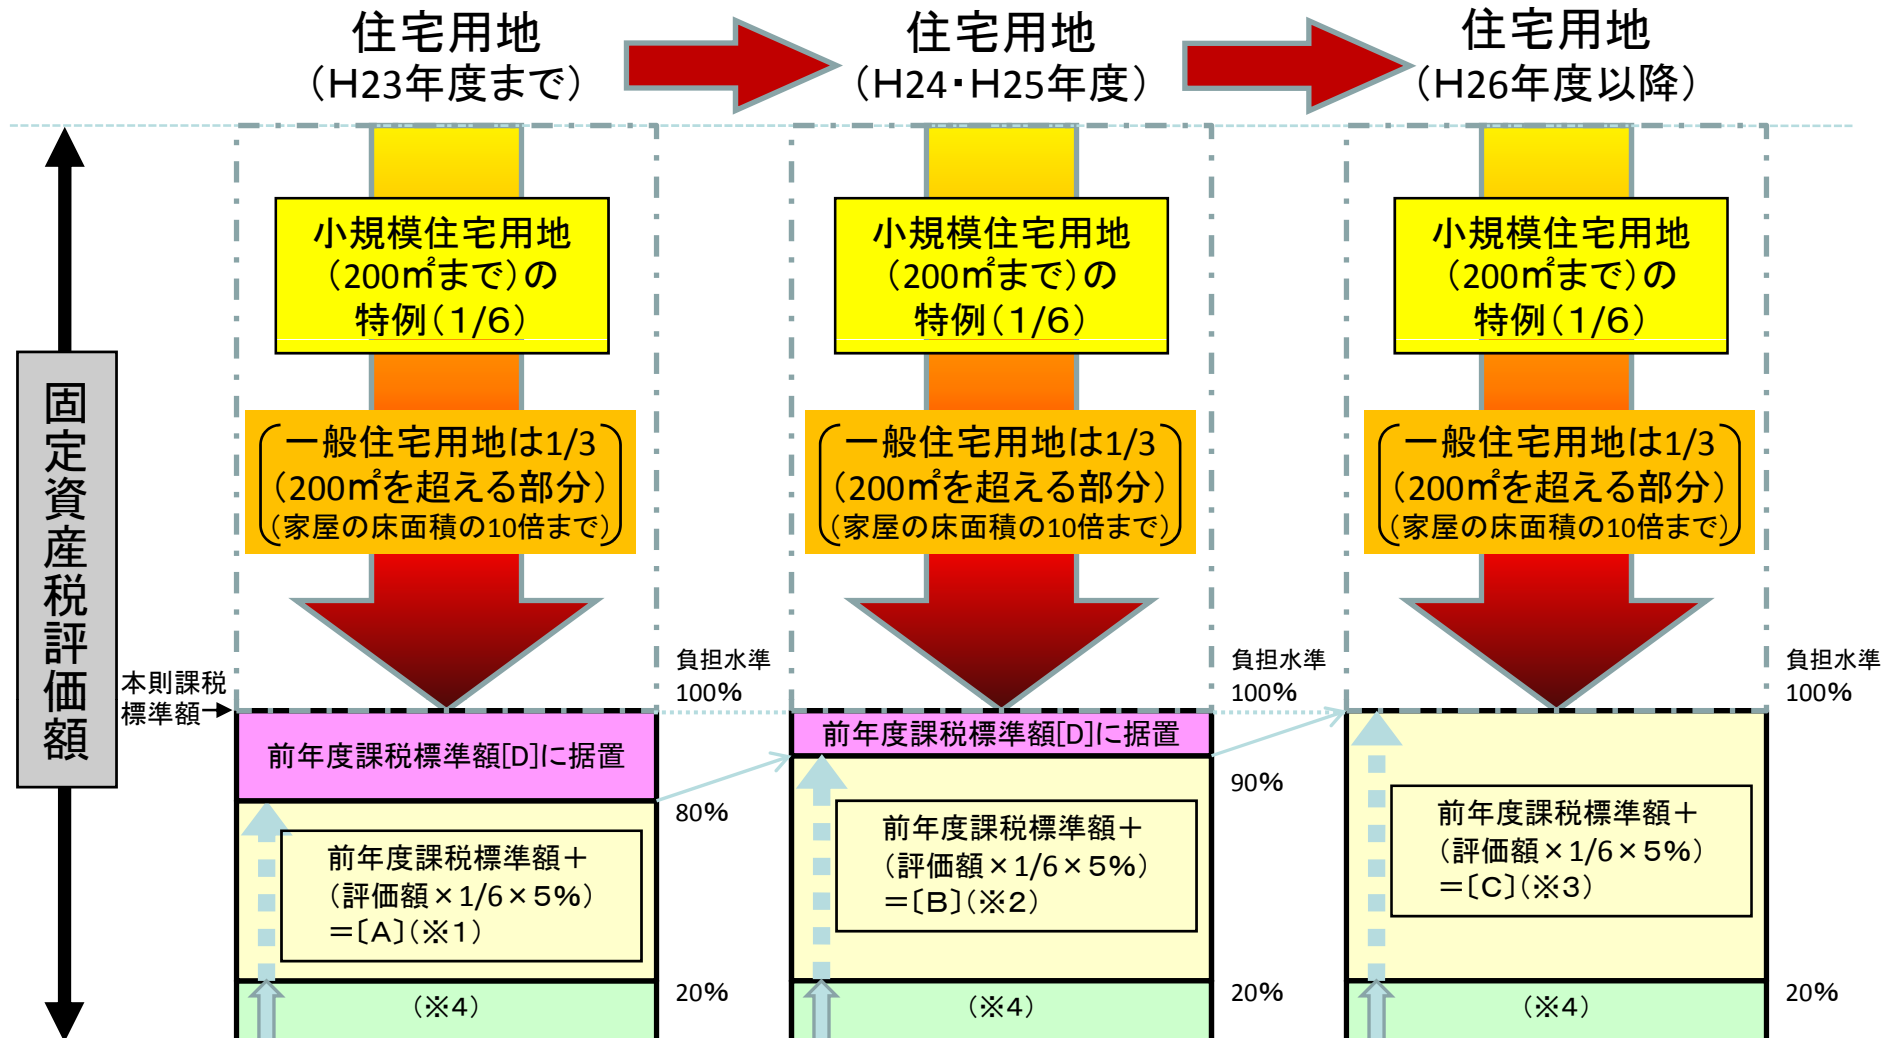 住宅用地
（H23年度まで）
住宅用地
（H24・H25年度）
住宅用地
（H26年度以降）
固定資産税評価額
本則課税
標準額→
小規模住宅用地
（200㎡まで）の
特例（1/6）
一般住宅用地は1/3
（200㎡を超える部分）
（家屋の床面積の10倍まで）
負担水準
100%
前年度課税標準額[D]に据置
80%
前年度課税標準額＋
（評価額×1/6×5%）
＝〔A〕（※1）
20%
（※4）
小規模住宅用地
（200㎡まで）の
特例（1/6）
一般住宅用地は1/3
（200㎡を超える部分）
（家屋の床面積の10倍まで）
負担水準
100%
前年度課税標準額[D]に据置
90%
前年度課税標準額＋
（評価額×1/6×5%）
＝〔B〕（※2）
20%
（※4）
小規模住宅用地
（200㎡まで）の
特例（1/6）
一般住宅用地は1/3
（200㎡を超える部分）
（家屋の床面積の10倍まで）
負担水準
100%
前年度課税標準額＋
（評価額×1/6×5%）
＝〔C〕（※3）
20%
（※4）